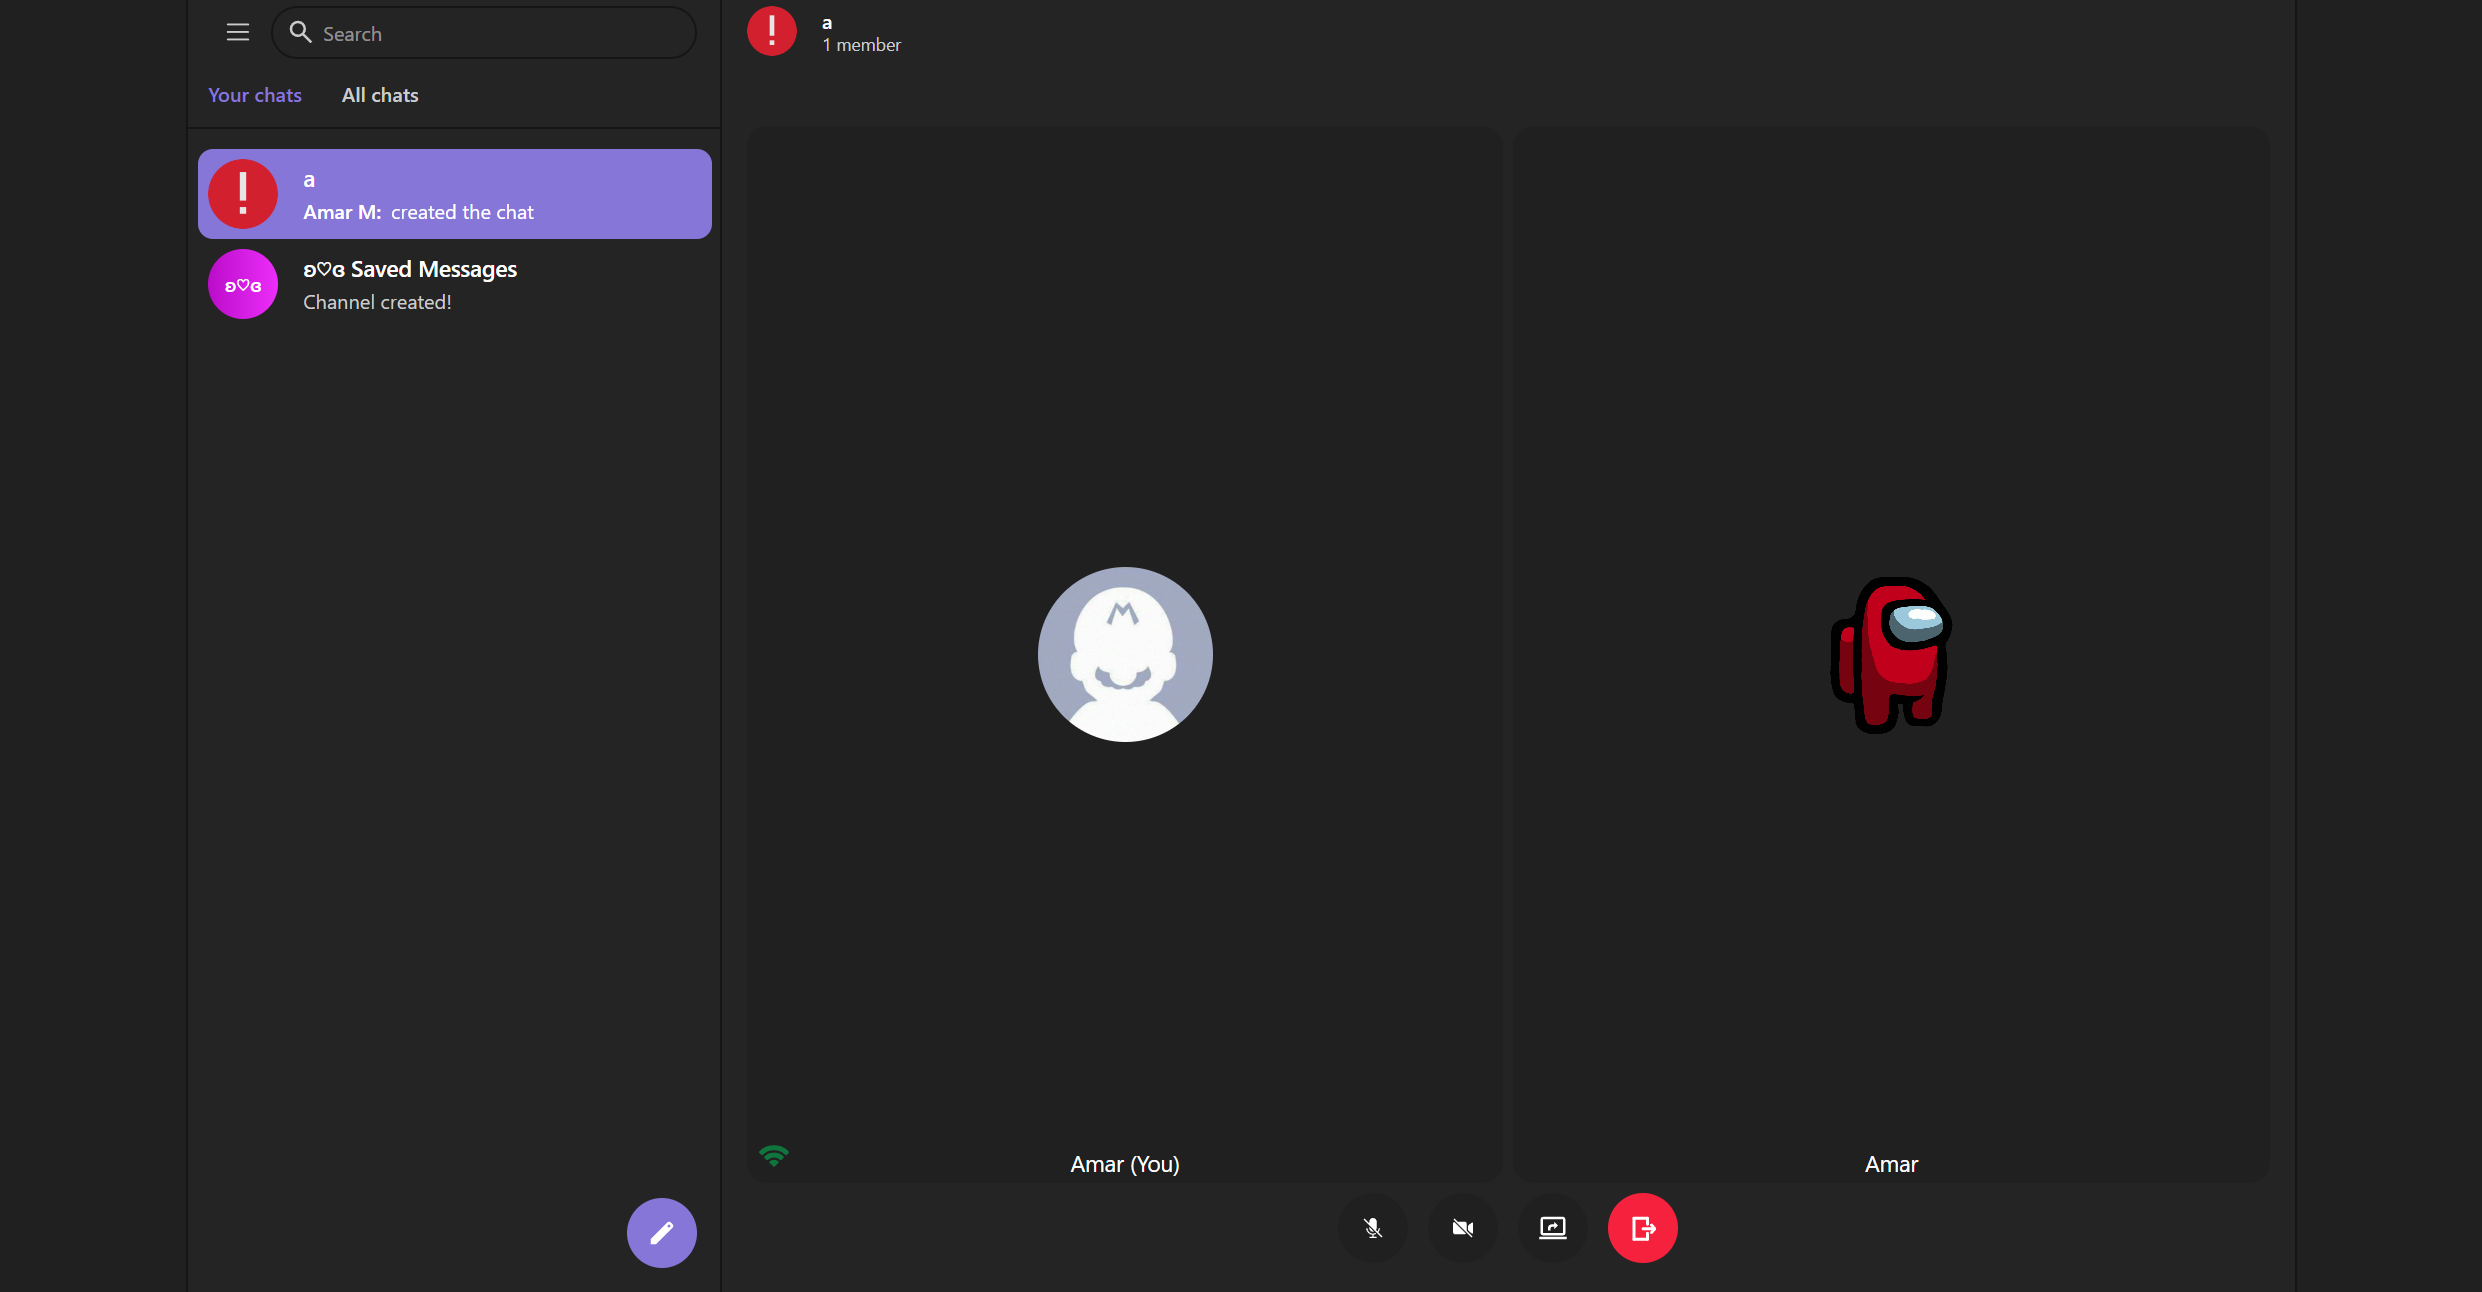 Search
Your chats
All chats
a
Amar M: created the chat
ʚ♡ɞ
ʚ♡ɞ Saved Messages
Channel created!
a
1 member
Amar (You)
Amar